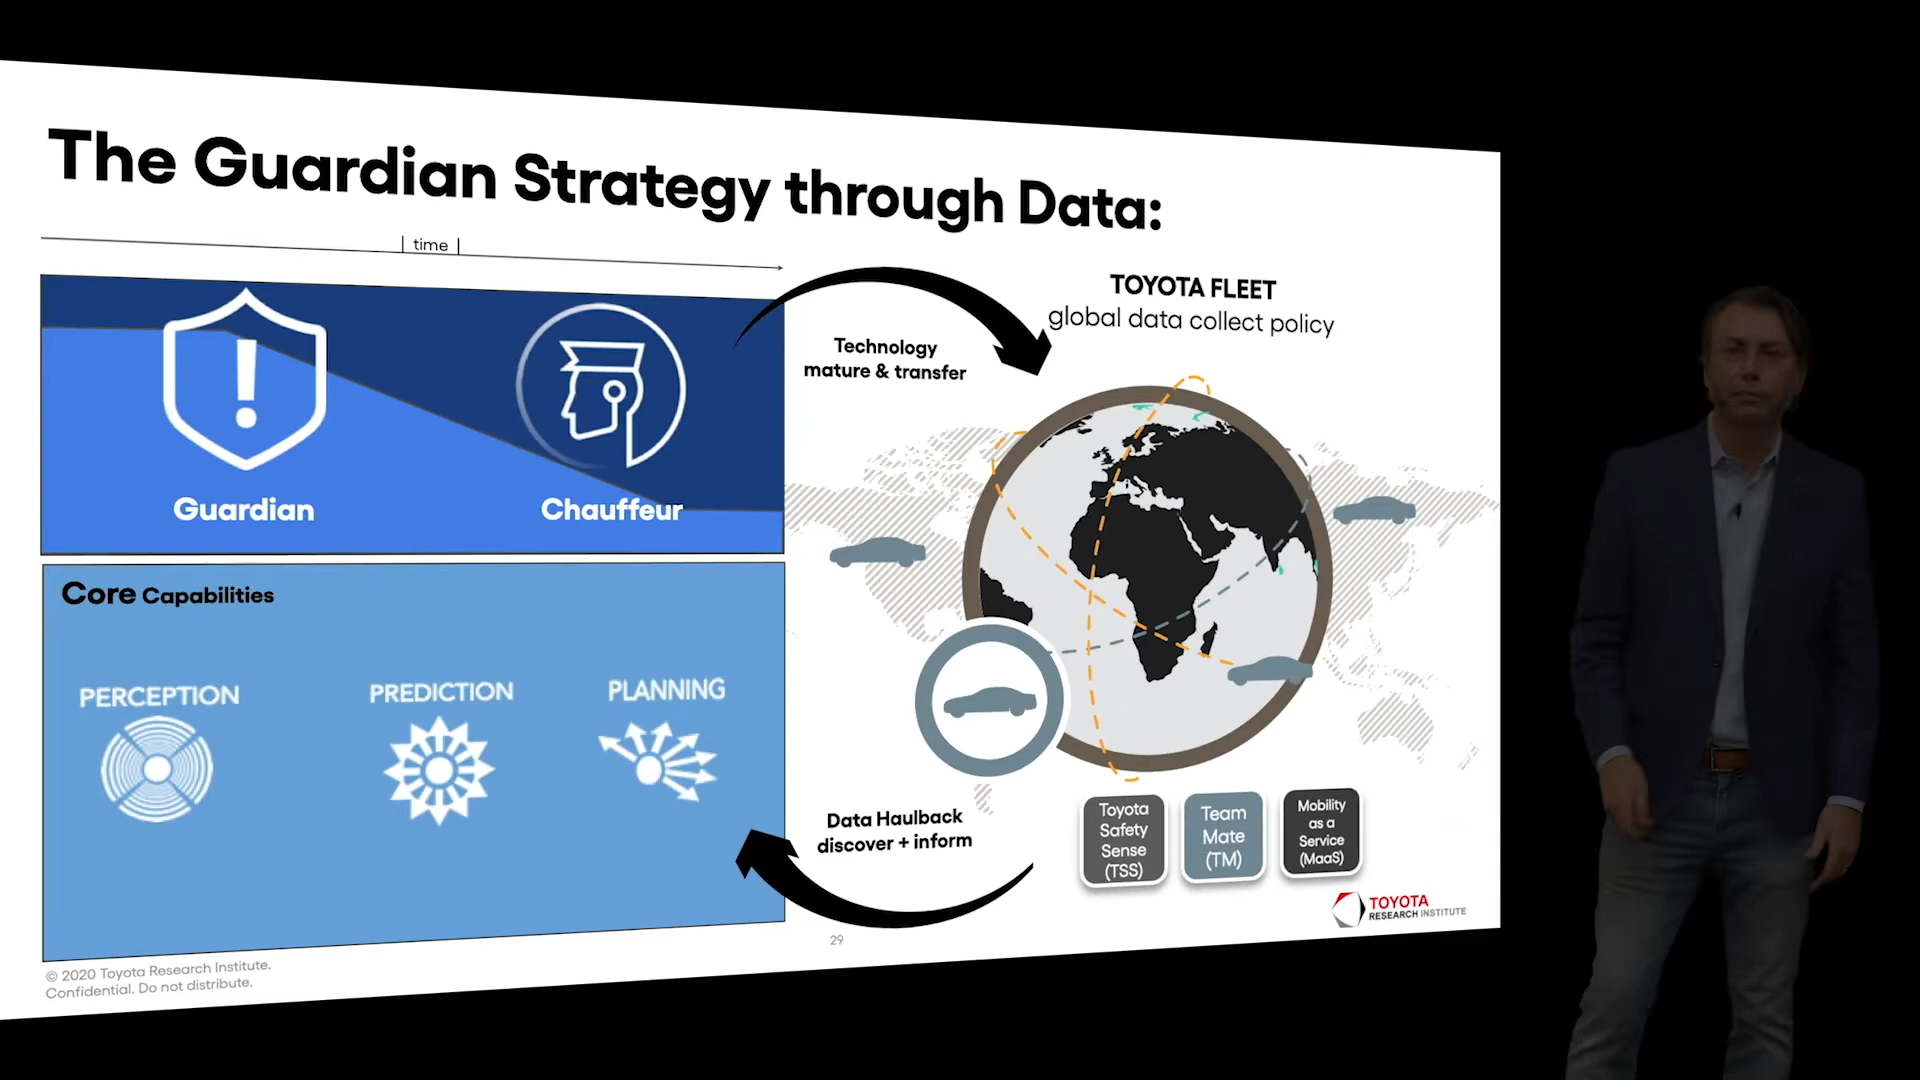 The Guardian Strategy through Data:
| time |
Guardian
Chauffeur
Core Capabilities
PERCEPTION
PREDICTION
PLANNING
Technology
mature & transfer
TOYOTA FLEET
global data collect policy
Data Haulback
discover + inform
Toyota
Safety
Sense
(TSS)
Team
Mate
(TM)
Mobility
as a
Service
(MaaS)
TOYOTA
RESEARCH INSTITUTE
29
© 2020 Toyota Research Institute.
Confidential. Do not distribute.